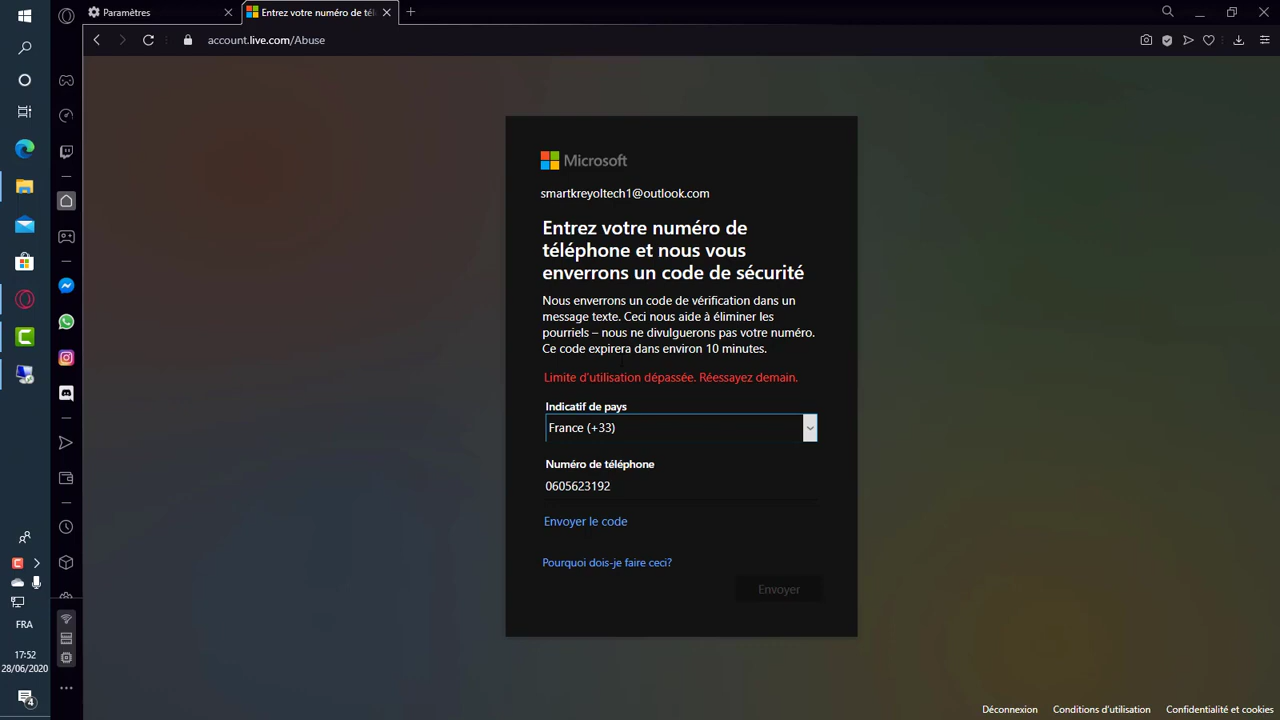 Paramètres
Entrez votre numéro de tél
account.live.com/Abuse
Microsoft
smartkreyoltech1@outlook.com
Entrez votre numéro de
téléphone et nous vous
enverrons un code de sécurité
Nous enverrons un code de vérification dans un
message texte. Ceci nous aide à éliminer les
pourriels – nous ne divulguerons pas votre numéro.
Ce code expirera dans environ 10 minutes.
Limite d'utilisation dépassée. Réessayez demain.
Indicatif de pays
France (+33)
Numéro de téléphone
0605623192
Envoyer le code
Pourquoi dois-je faire ceci?
Envoyer
FRA
17:52
28/06/2020
4
Déconnexion
Conditions d'utilisation
Confidentialité et cookies